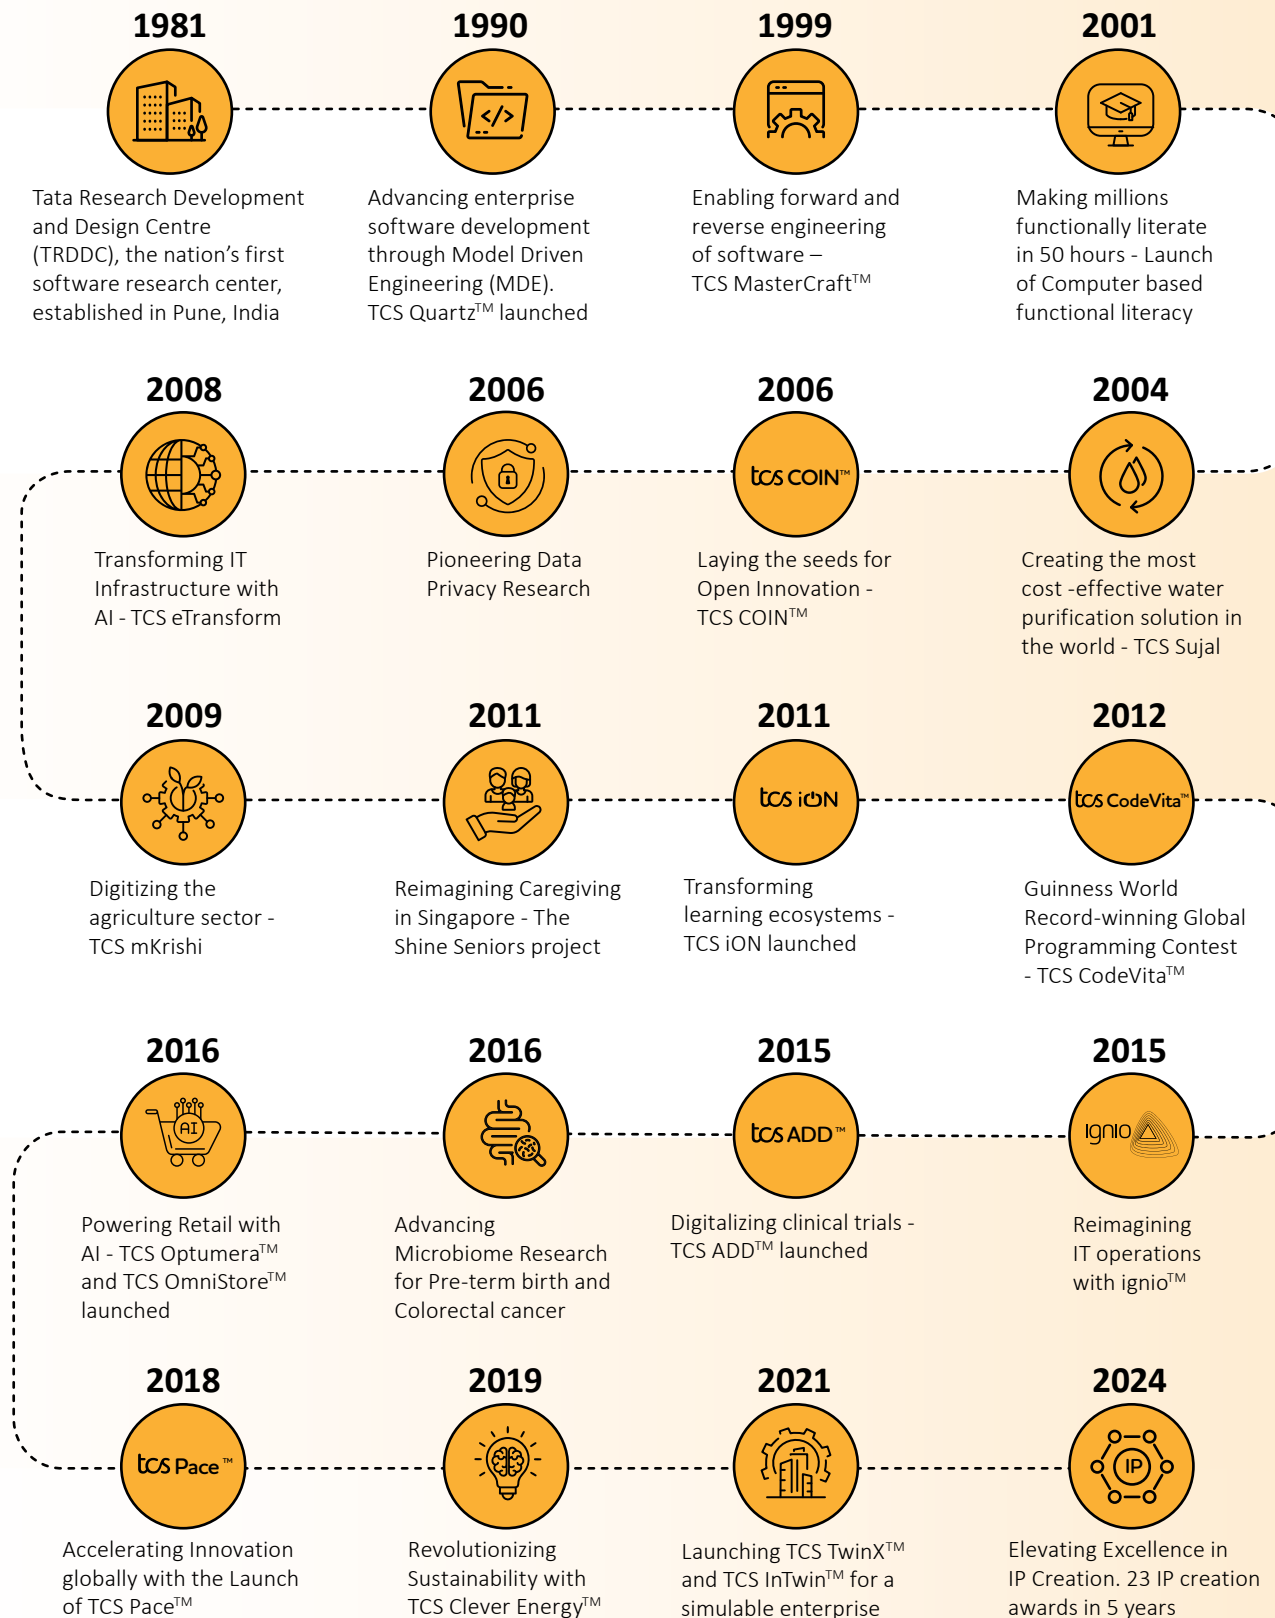 1981
Tata Research Development
and Design Centre
(TRDDC), the nation’s first
software research center,
established in Pune, India
1990
</>
Advancing enterprise
software development
through Model Driven
Engineering (MDE).
TCS Quartz™ launched
1999
Enabling forward and
reverse engineering
of software –
TCS MasterCraft™
2001
Making millions
functionally literate
in 50 hours - Launch
of Computer based
functional literacy
2004
Creating the most
cost -effective water
purification solution in
the world - TCS Sujal
2006
tcs COIN™
Laying the seeds for
Open Innovation -
TCS COIN™
2006
Pioneering Data
Privacy Research
2008
Transforming IT
Infrastructure with
AI - TCS eTransform
2009
Digitizing the
agriculture sector -
TCS mKrishi
2011
Reimagining Caregiving
in Singapore - The
Shine Seniors project
2011
tcs iON
Transforming
learning ecosystems -
TCS iON launched
2012
tcs CodeVita™
Guinness World
Record-winning Global
Programming Contest
- TCS CodeVita™
2015
ignio
Reimagining
IT operations
with ignio™
2015
tcs ADD™
Digitalizing clinical trials -
TCS ADD™ launched
2016
Advancing
Microbiome Research
for Pre-term birth and
Colorectal cancer
2016
AI
Powering Retail with
AI - TCS Optumera™
and TCS OmniStore™
launched
2018
tcs Pace™
Accelerating Innovation
globally with the Launch
of TCS Pace™
2019
Revolutionizing
Sustainability with
TCS Clever Energy™
2021
Launching TCS TwinX™
and TCS InTwin™ for a
simulable enterprise
2024
IP
Elevating Excellence in
IP Creation. 23 IP creation
awards in 5 years